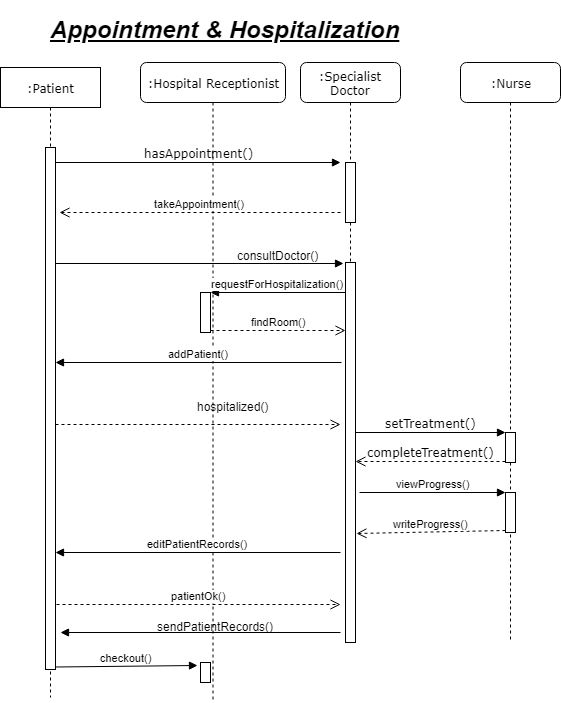 Appointment & Hospitalization
:Patient
:Hospital Receptionist
:Specialist
Doctor
:Nurse
hasAppointment()
takeAppointment()
consultDoctor()
requestForHospitalization()
findRoom()
addPatient()
hospitalized()
setTreatment()
completeTreatment()
viewProgress()
writeProgress()
editPatientRecords()
patientOk()
sendPatientRecords()
checkout()